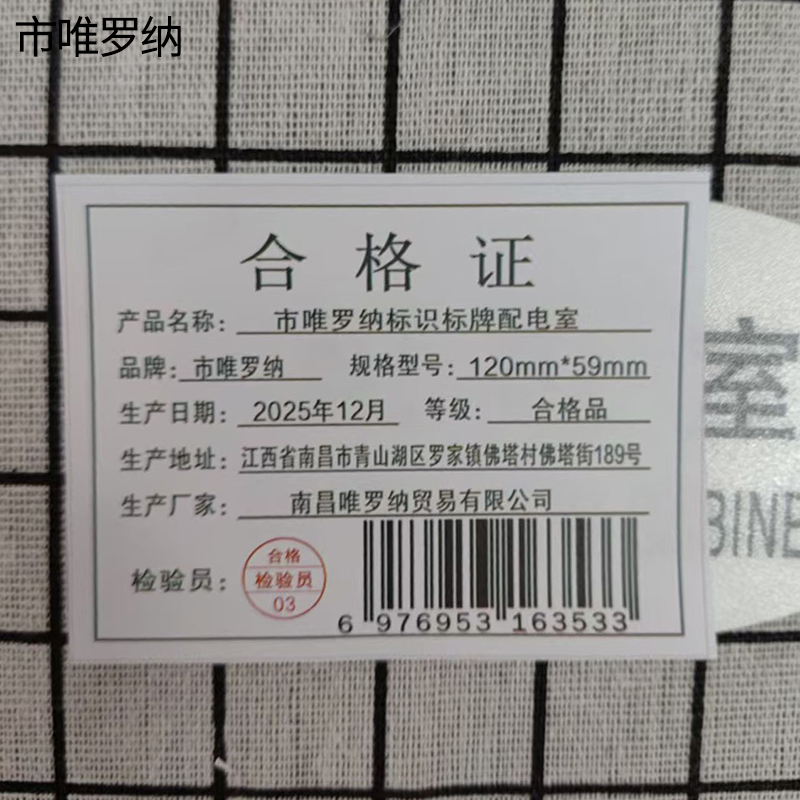 市唯罗纳
合格证
产品名称： 市唯罗纳标识标牌配电室
品牌： 市唯罗纳 规格型号： 120mm*59mm
生产日期： 2025年12月 等级： 合格品
生产地址： 江西省南昌市青山湖区罗家镇佛塔村佛塔街189号
生产厂家： 南昌唯罗纳贸易有限公司
检验员： 合格
检验员
03
6 976953 163533
室
BINE